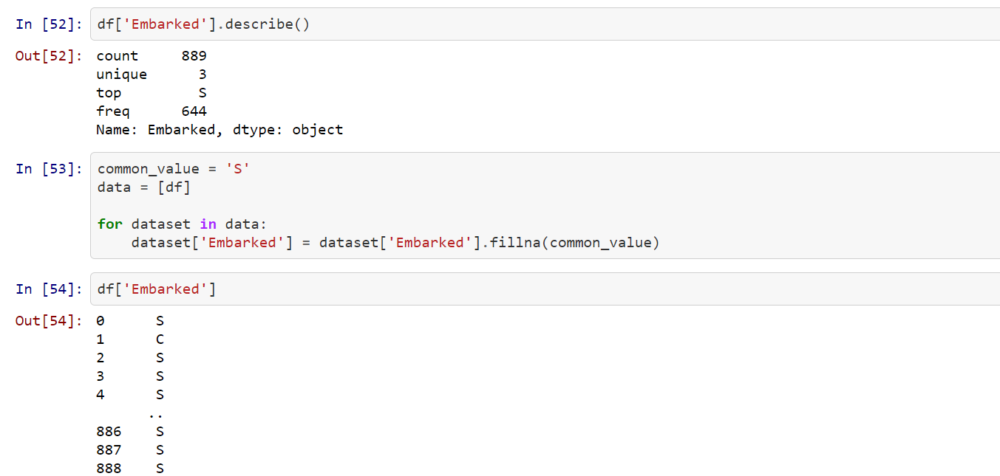 In [52]: df['Embarked'].describe()
Out[52]: count     889
unique      3
top         S
freq      644
Name: Embarked, dtype: object
In [53]: common_value = 'S'
data = [df]
for dataset in data:
    dataset['Embarked'] = dataset['Embarked'].fillna(common_value)
In [54]: df['Embarked']
Out[54]: 0      S
1      C
2      S
3      S
4      S
..
886    S
887    S
888    S